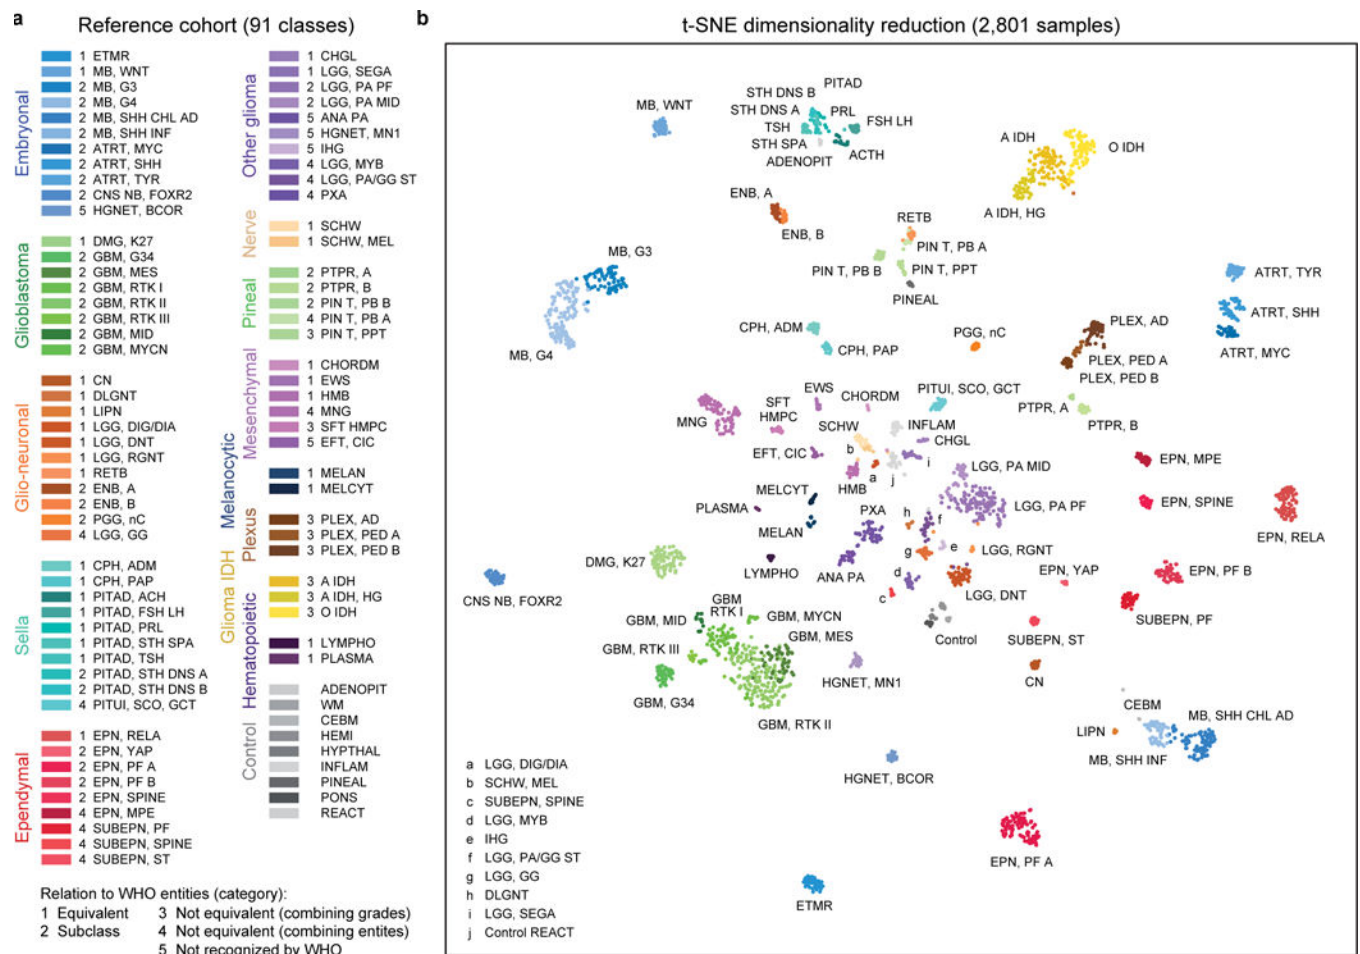 a
Reference cohort (91 classes)
Embryonal
1 ETMR
1 MB, WNT
2 MB, G3
2 MB, G4
2 MB, SHH CHL AD
2 MB, SHH INF
2 ATRT, MYC
2 ATRT, SHH
2 ATRT, TYR
2 CNS NB, FOXR2
5 HGNET, BCOR
Glioblastoma
1 DMG, K27
2 GBM, G34
2 GBM, MES
2 GBM, RTK I
2 GBM, RTK II
2 GBM, RTK III
2 GBM, MID
2 GBM, MYCN
Glio-neuronal
1 CN
1 DLGNT
1 LIPN
1 LGG, DIG/DIA
1 LGG, DNT
1 LGG, RGNT
1 RETB
2 ENB, A
2 ENB, B
2 PGG, nC
4 LGG, GG
Sella
1 CPH, ADM
1 CPH, PAP
1 PITAD, ACH
1 PITAD, FSH LH
1 PITAD, PRL
1 PITAD, STH SPA
1 PITAD, TSH
2 PITAD, STH DNS A
2 PITAD, STH DNS B
4 PITUI, SCO, GCT
Ependymal
1 EPN, RELA
2 EPN, YAP
2 EPN, PF A
2 EPN, PF B
2 EPN, SPINE
4 EPN, MPE
4 SUBEPN, PF
4 SUBEPN, SPINE
4 SUBEPN, ST
Other glioma
1 CHGL
1 LGG, SEGA
2 LGG, PA PF
2 LGG, PA MID
5 ANA PA
5 HGNET, MN1
5 IHG
4 LGG, MYB
4 LGG, PA/GG ST
4 PXA
Nerve
1 SCHW
1 SCHW, MEL
Pineal
2 PTPR, A
2 PTPR, B
2 PIN T, PB B
4 PIN T, PB A
3 PIN T, PPT
Mesenchymal
1 CHORDM
1 EWS
1 HMB
4 MNG
3 SFT HMPC
5 EFT, CIC
Melanocytic
1 MELAN
1 MELCYT
Plexus
3 PLEX, AD
3 PLEX, PED A
3 PLEX, PED B
Glioma IDH
3 A IDH
3 A IDH, HG
3 O IDH
Hematopoietic
1 LYMPHO
1 PLASMA
Control
ADENOPIT
WM
CEBM
HEMI
HYPTHAL
INFLAM
PINEAL
PONS
REACT
Relation to WHO entities (category):
1 Equivalent
2 Subclass
3 Not equivalent (combining grades)
4 Not equivalent (combining entites)
5 Not recognized by WHO
b
t-SNE dimensionality reduction (2,801 samples)
MB, WNT
PITAD
STH DNS B
STH DNS A
PRL
TSH
FSH LH
STH SPA
ACTH
ADENOPIT
A IDH
O IDH
A IDH, HG
ENB, A
ENB, B
RETB
PIN T, PB A
PIN T, PB B
PIN T, PPT
PINEAL
MB, G3
MB, G4
ATRT, TYR
ATRT, SHH
ATRT, MYC
CPH, ADM
CPH, PAP
PGG, nC
PLEX, AD
PLEX, PED A
PLEX, PED B
PTPR, A
PTPR, B
EWS
CHORDM
PITUI, SCO, GCT
SFT
HMPC
MNG
SCHW
INFLAM
CHGL
b
i
EFT, CIC
a
j
HMB
LGG, PA MID
EPN, MPE
MELCYT
PLASMA
MELAN
PXA
h
f
LGG, PA PF
EPN, SPINE
EPN, RELA
DMG, K27
LYMPHO
ANA PA
g
e
LGG, RGNT
d
EPN, YAP
EPN, PF B
CNS NB, FOXR2
c
LGG, DNT
SUBEPN, PF
GBM
RTK I
GBM, MYCN
GBM, MID
GBM, MES
Control
SUBEPN, ST
GBM, RTK III
HGNET, MN1
CN
GBM, G34
GBM, RTK II
CEBM
MB, SHH CHL AD
LIPN
MB, SHH INF
HGNET, BCOR
EPN, PF A
ETMR
a LGG, DIG/DIA
b SCHW, MEL
c SUBEPN, SPINE
d LGG, MYB
e IHG
f LGG, PA/GG ST
g LGG, GG
h DLGNT
i LGG, SEGA
j Control REACT